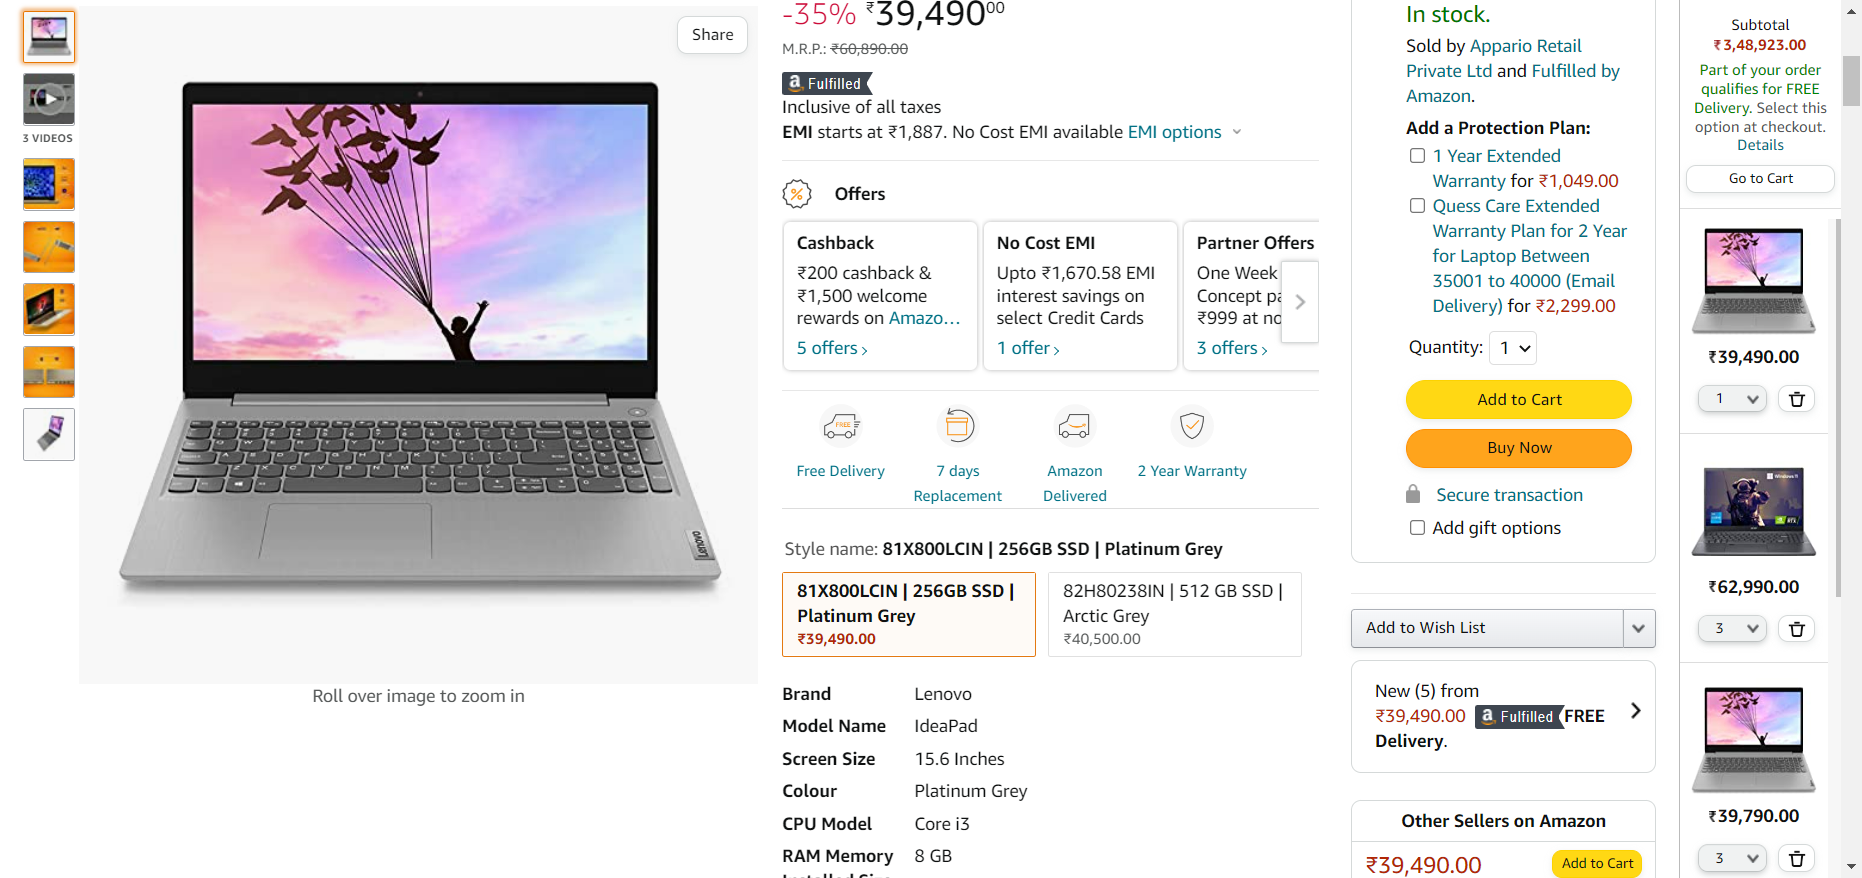 3 VIDEOS
Share
Lenovo
Roll over image to zoom in
-35% ₹39,490.00
M.R.P.: ₹60,890.00
a Fulfilled
Inclusive of all taxes
EMI starts at ₹1,887. No Cost EMI available EMI options
Offers
Cashback
₹200 cashback &
₹1,500 welcome
rewards on Amazo…
5 offers
No Cost EMI
Upto ₹1,670.58 EMI
interest savings on
select Credit Cards
1 offer
Partner Offers
One Week
Concept
₹999 at
3 offers
FREE
Free Delivery
7 days
Replacement
Amazon
Delivered
2 Year Warranty
Style name: 81X800LCIN | 256GB SSD | Platinum Grey
81X800LCIN | 256GB SSD |
Platinum Grey
₹39,490.00
82H80238IN | 512 GB SSD |
Arctic Grey
₹40,500.00
Brand Lenovo
Model Name IdeaPad
Screen Size 15.6 Inches
Colour Platinum Grey
CPU Model Core i3
RAM Memory 8 GB
In stock.
Sold by Appario Retail
Private Ltd and Fulfilled by
Amazon.
Add a Protection Plan:
1 Year Extended
Warranty for ₹1,049.00
Quess Care Extended
Warranty Plan for 2 Year
for Laptop Between
35001 to 40000 (Email
Delivery) for ₹2,299.00
Quantity: 1
Add to Cart
Buy Now
Secure transaction
Add gift options
Add to Wish List
New (5) from
₹39,490.00 a Fulfilled FREE
Delivery.
Other Sellers on Amazon
₹39,490.00 Add to Cart
Subtotal
₹3,48,923.00
Part of your order
qualifies for FREE
Delivery. Select this
option at checkout.
Details
Go to Cart
₹39,490.00
1
Windows 11
₹62,990.00
3
₹39,790.00
3